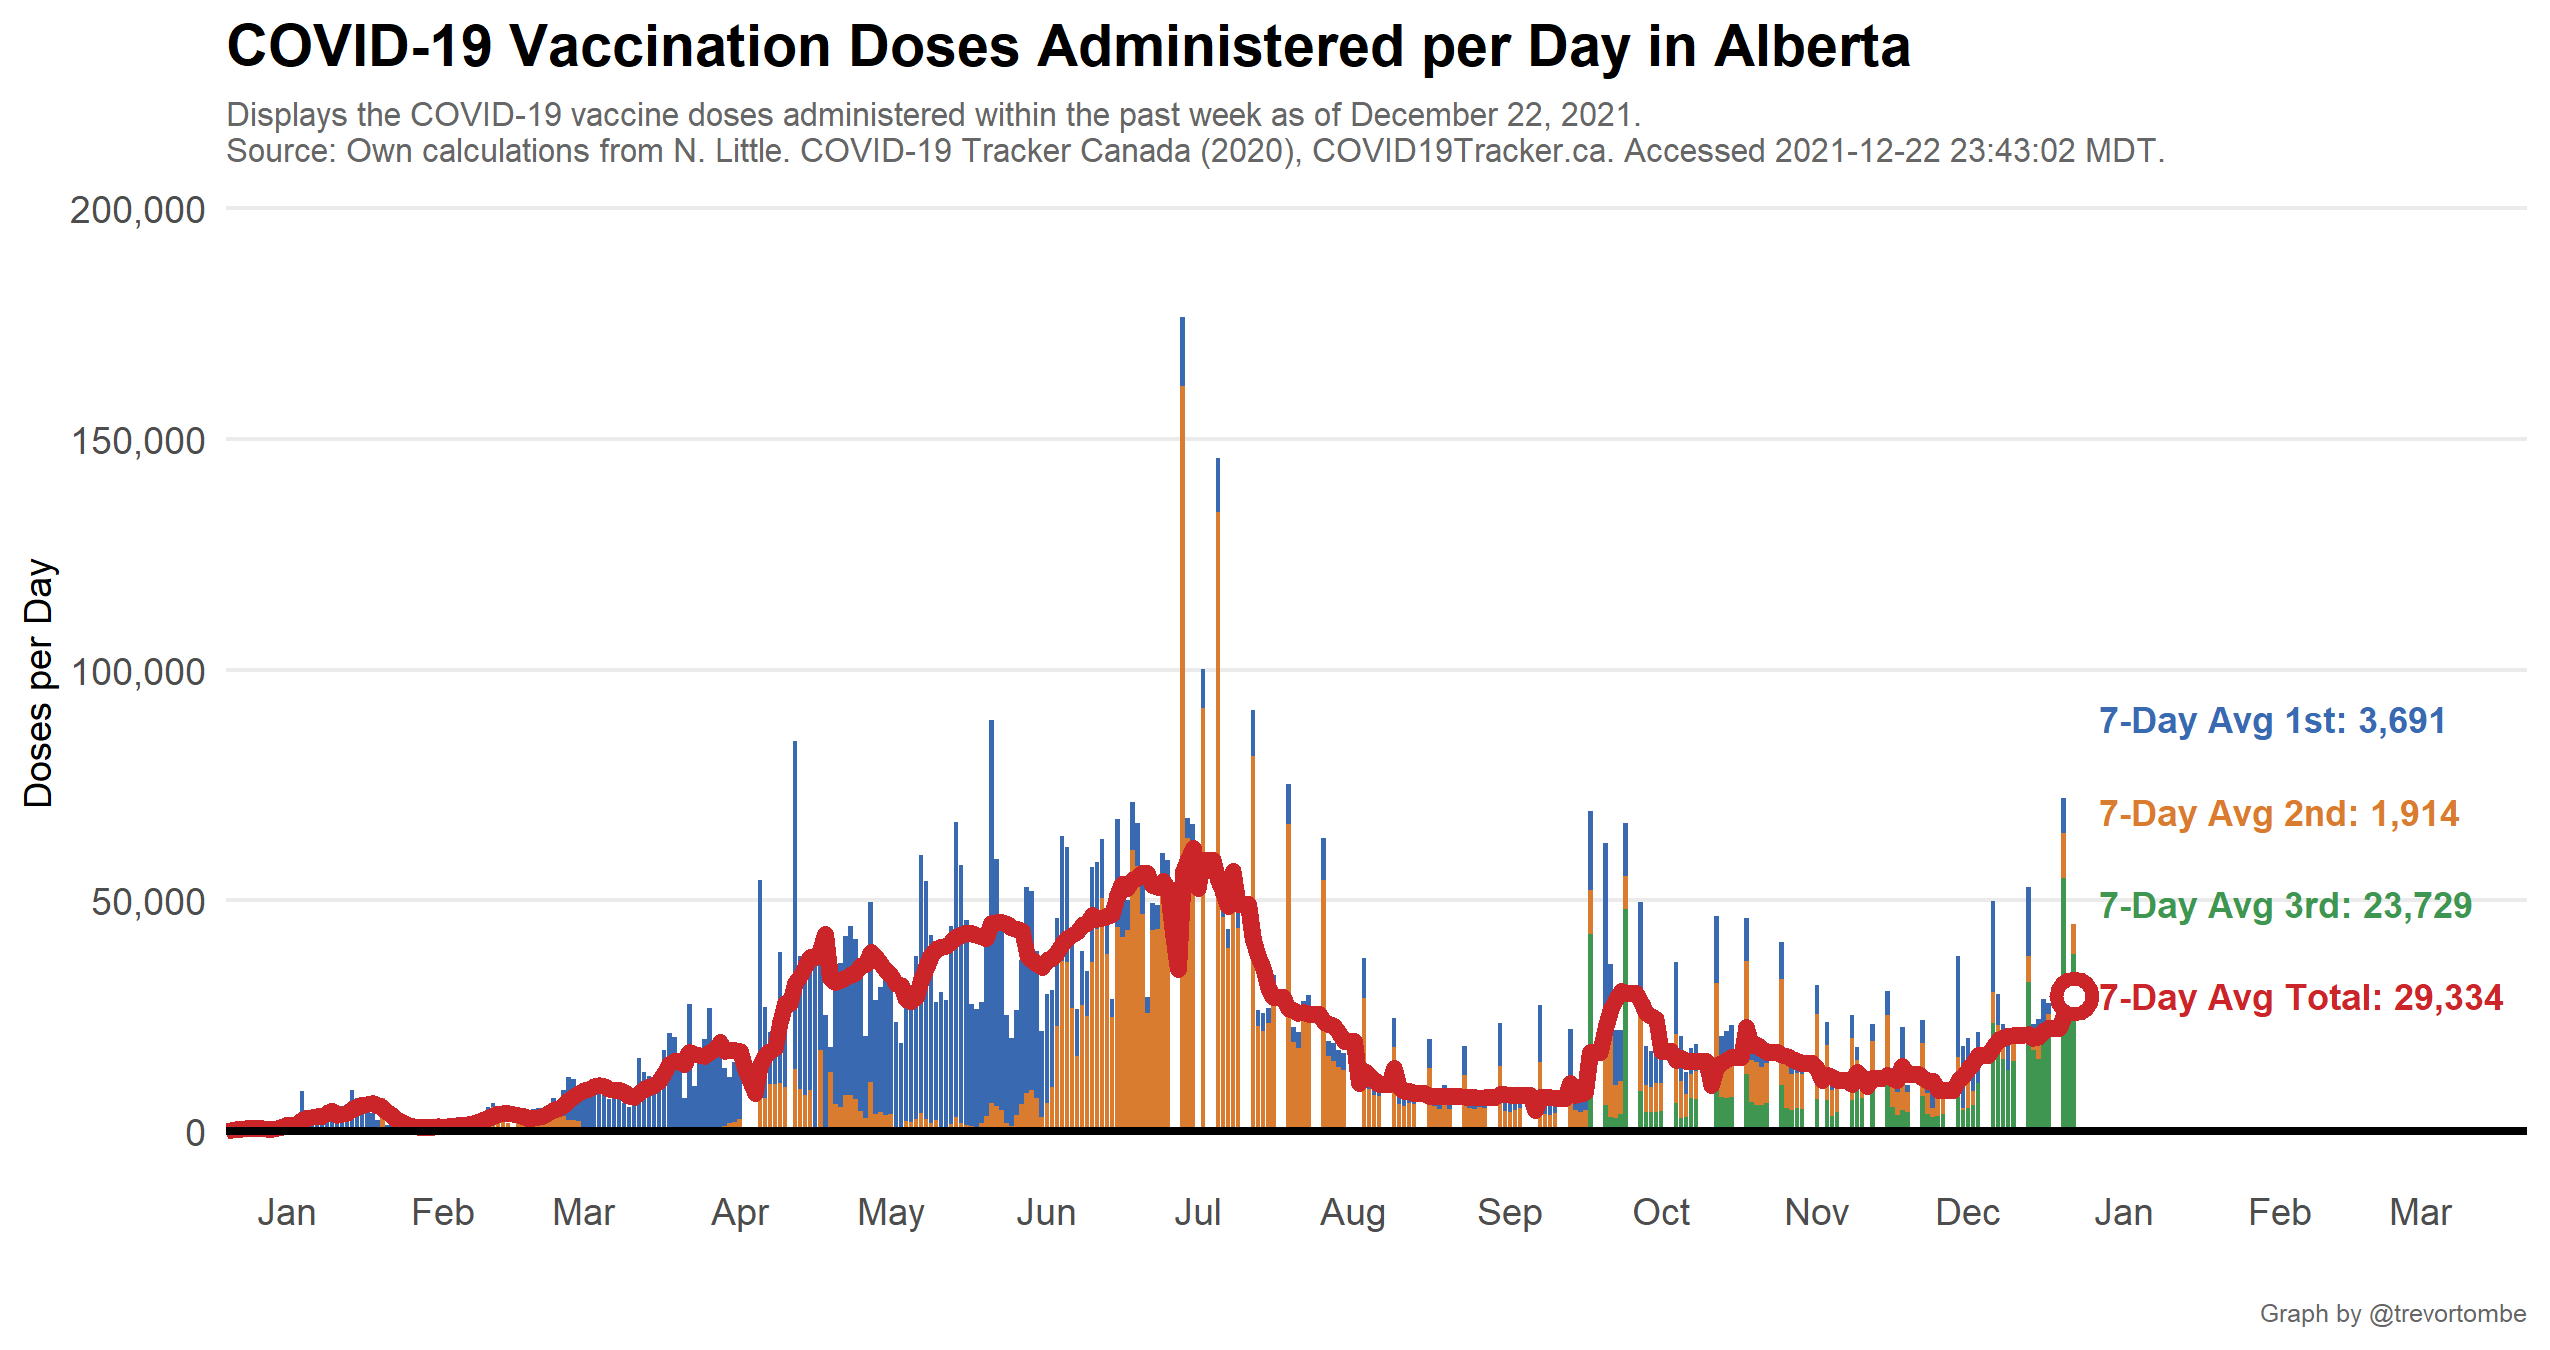 COVID-19 Vaccination Doses Administered per Day in Alberta
Displays the COVID-19 vaccine doses administered within the past week as of December 22, 2021.
Source: Own calculations from N. Little. COVID-19 Tracker Canada (2020), COVID19Tracker.ca. Accessed 2021-12-22 23:43:02 MDT.
200,000
150,000
100,000
50,000
0
Doses per Day
7-Day Avg 1st: 3,691
7-Day Avg 2nd: 1,914
7-Day Avg 3rd: 23,729
7-Day Avg Total: 29,334
Jan Feb Mar Apr May Jun Jul Aug Sep Oct Nov Dec Jan Feb Mar
Graph by @trevortombe